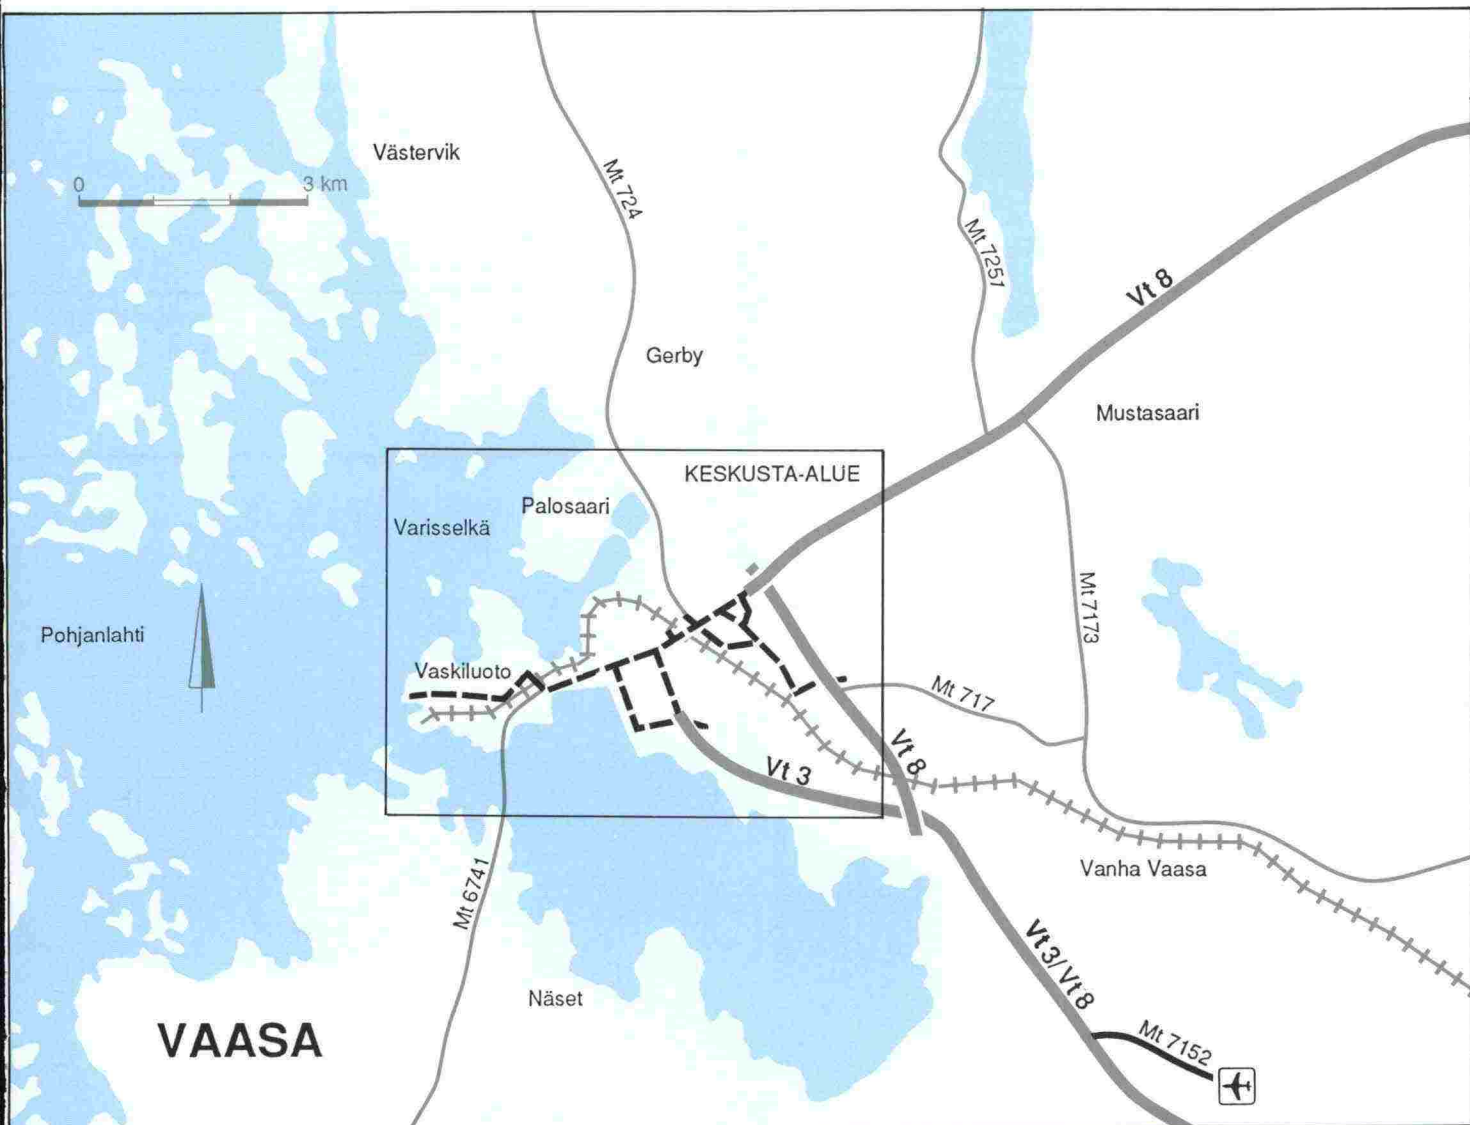 Västervik
0 3 km
Mt 724
Mt 7251
Vt 8
Gerby
Mustasaari
KESKUSTA-ALUE
Palosaari
Varisselkä
Mt 7173
Pohjanlahti
Vaskiluoto
Mt 717
Vt 8
Vt 3
Vanha Vaasa
Mt 6741
Vt 3/Vt 8
Näset
VAASA
Mt 7152